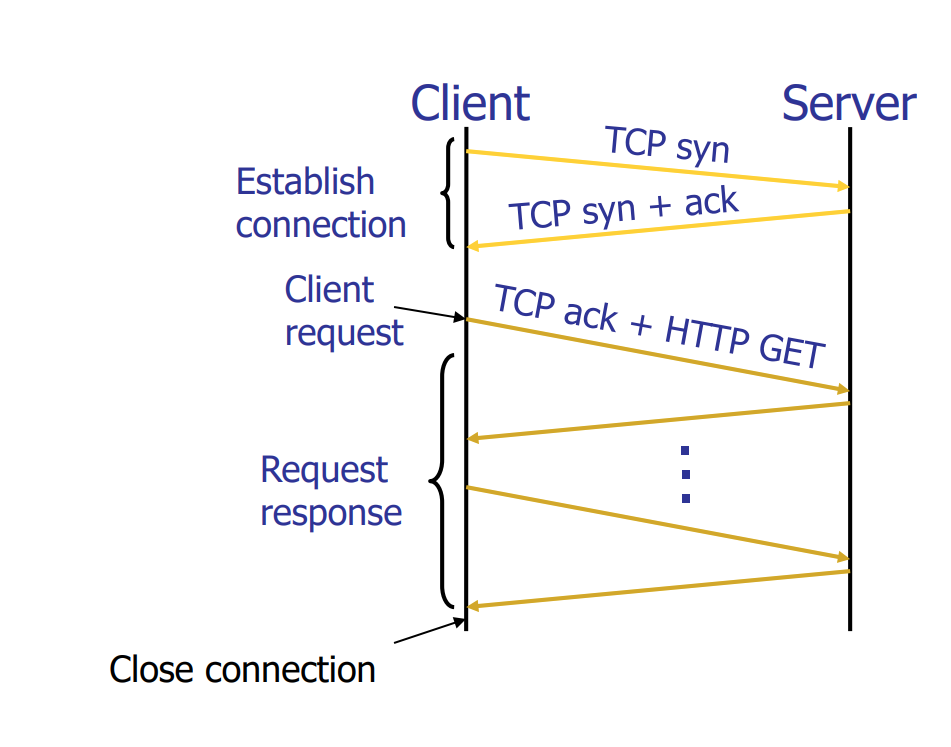 Client
Server
TCP syn
Establish
connection
TCP syn + ack
Client
request
TCP ack + HTTP GET
Request
response
Close connection